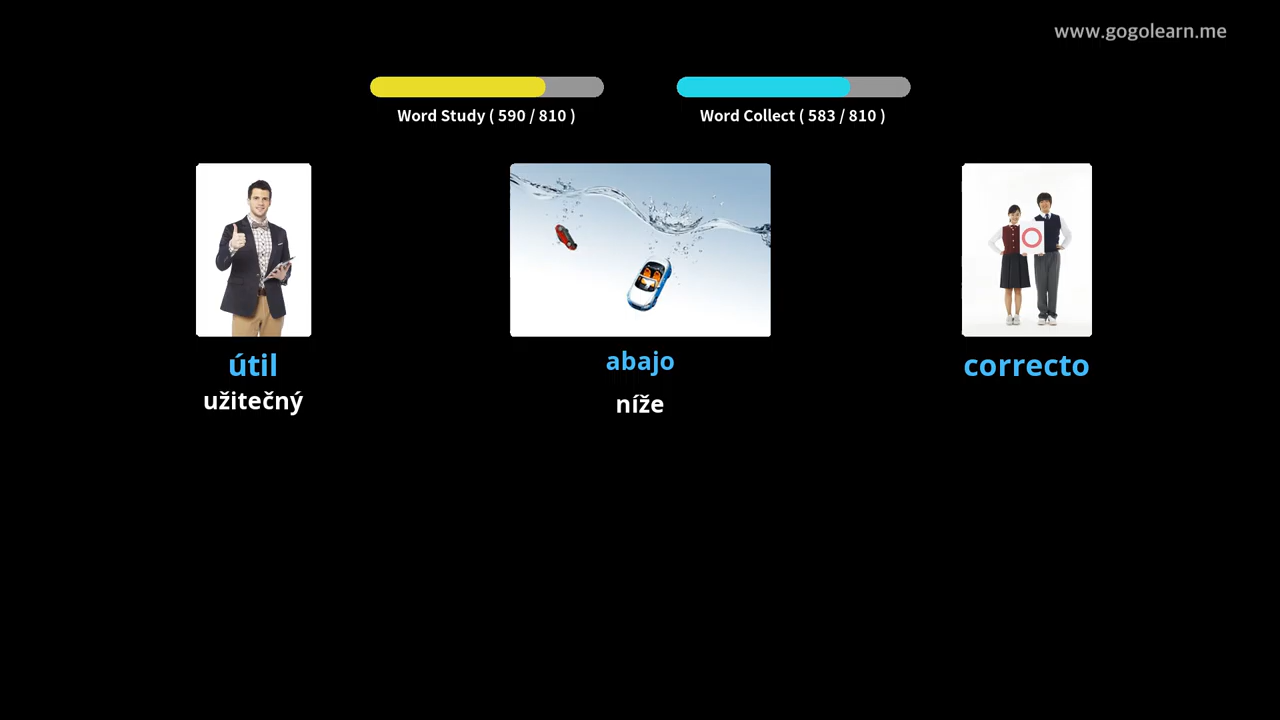 www.gogolearn.me
Word Study ( 590 / 810 )
Word Collect ( 583 / 810 )
útil
užitečný
abajo
níže
correcto